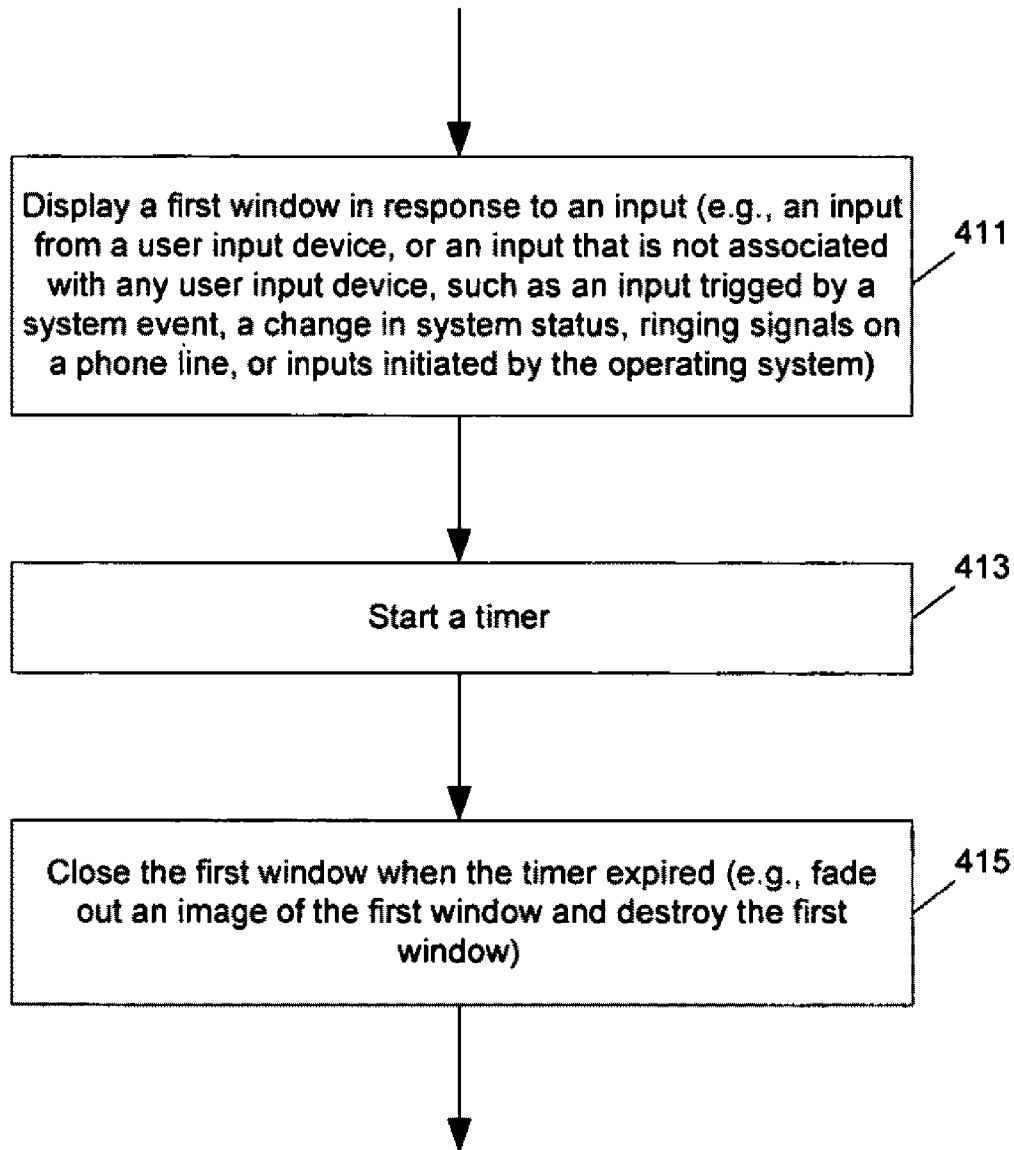 Display a first window in response to an input (e.g., an input
from a user input device, or an input that is not associated
with any user input device, such as an input trigged by a
system event, a change in system status, ringing signals on
a phone line, or inputs initiated by the operating system)
411
Start a timer
413
Close the first window when the timer expired (e.g., fade
out an image of the first window and destroy the first
window)
415